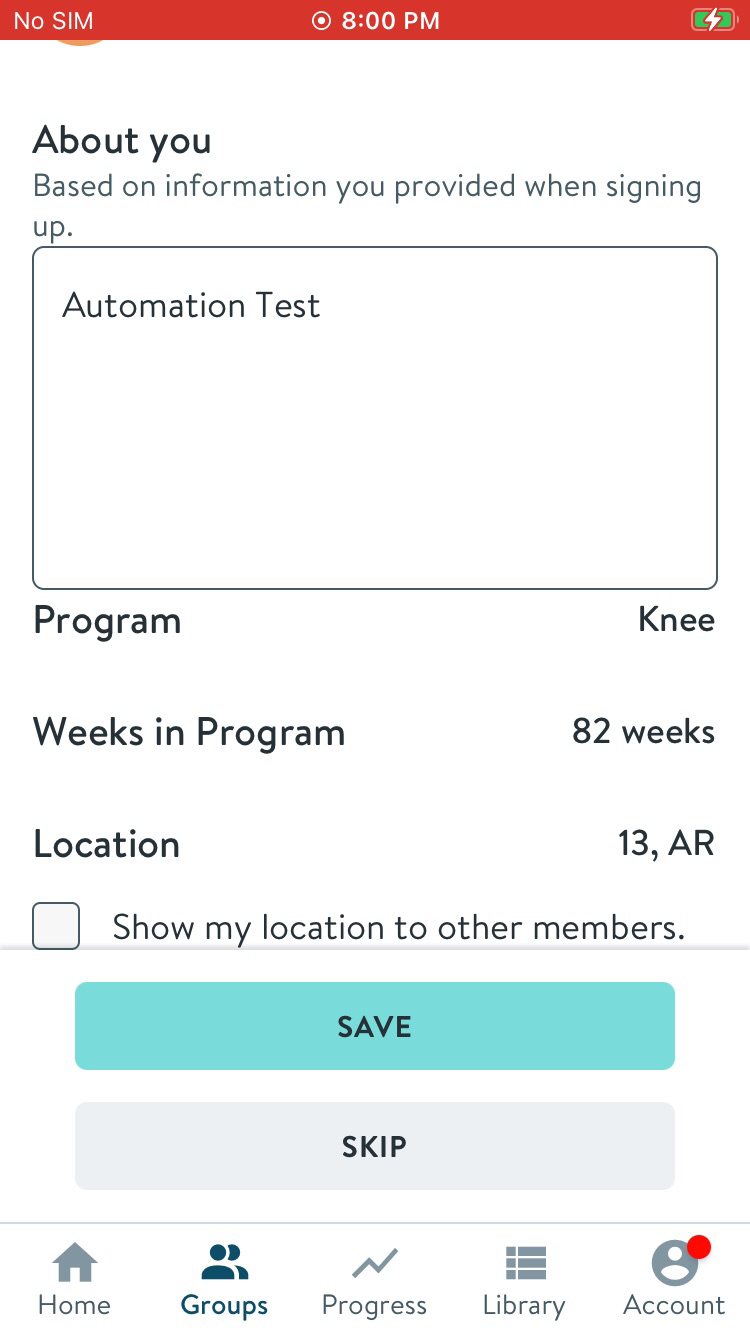 No SIM
8:00 PM
About you
Based on information you provided when signing
up.
Automation Test
Program
Knee
Weeks in Program
82 weeks
Location
13, AR
Show my location to other members.
SAVE
SKIP
Home
Groups
Progress
Library
Account